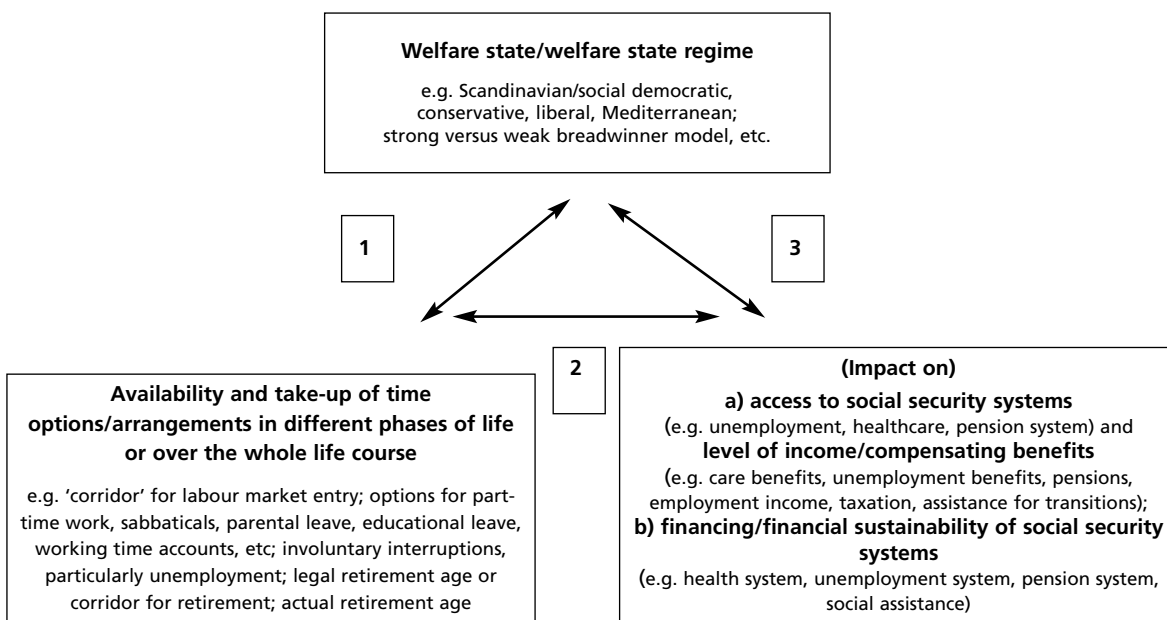 Welfare state/welfare state regime
e.g. Scandinavian/social democratic,
conservative, liberal, Mediterranean;
strong versus weak breadwinner model, etc.
1
3
2
Availability and take-up of time
options/arrangements in different phases of life
or over the whole life course
e.g. ‘corridor’ for labour market entry; options for part-
time work, sabbaticals, parental leave, educational leave,
working time accounts, etc; involuntary interruptions,
particularly unemployment; legal retirement age or
corridor for retirement; actual retirement age
(Impact on)
a) access to social security systems
(e.g. unemployment, healthcare, pension system) and
level of income/compensating benefits
(e.g. care benefits, unemployment benefits, pensions,
employment income, taxation, assistance for transitions);
b) financing/financial sustainability of social security
systems
(e.g. health system, unemployment system, pension system,
social assistance)